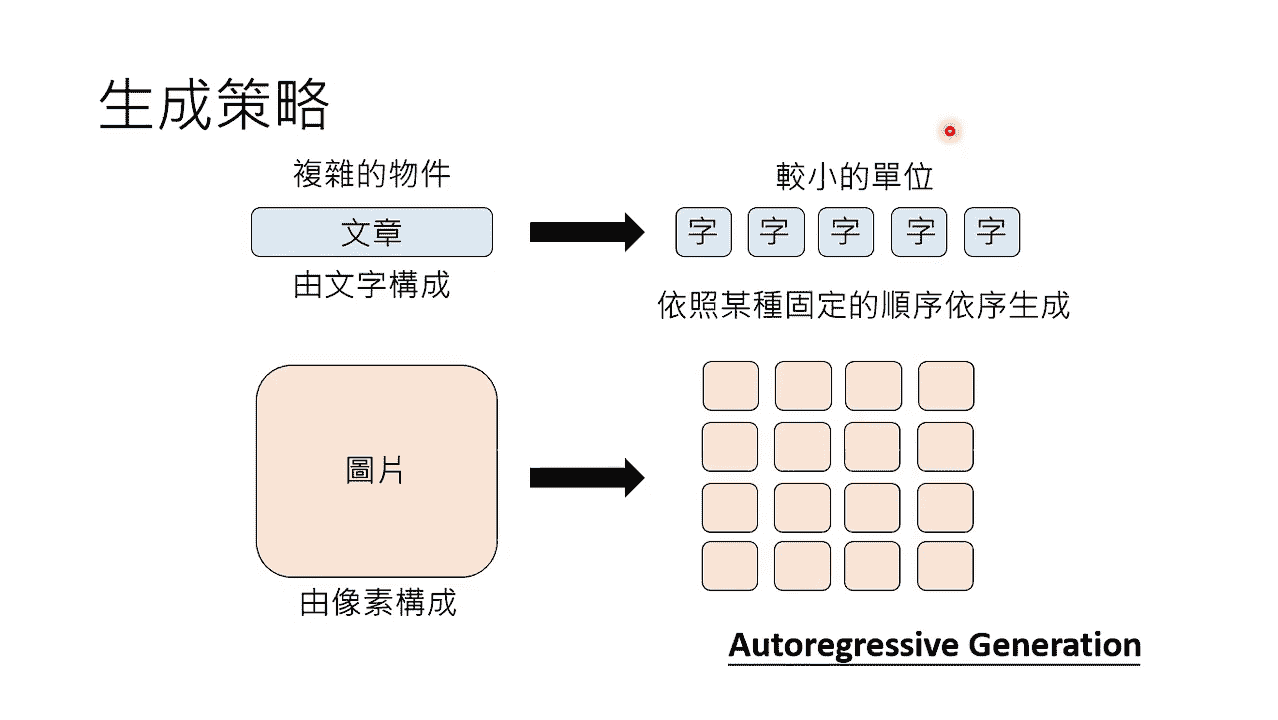 生成策略
複雜的物件
較小的單位
文章
字 字 字 字 字
由文字構成
依照某種固定的順序依序生成
圖片
由像素構成
Autoregressive Generation